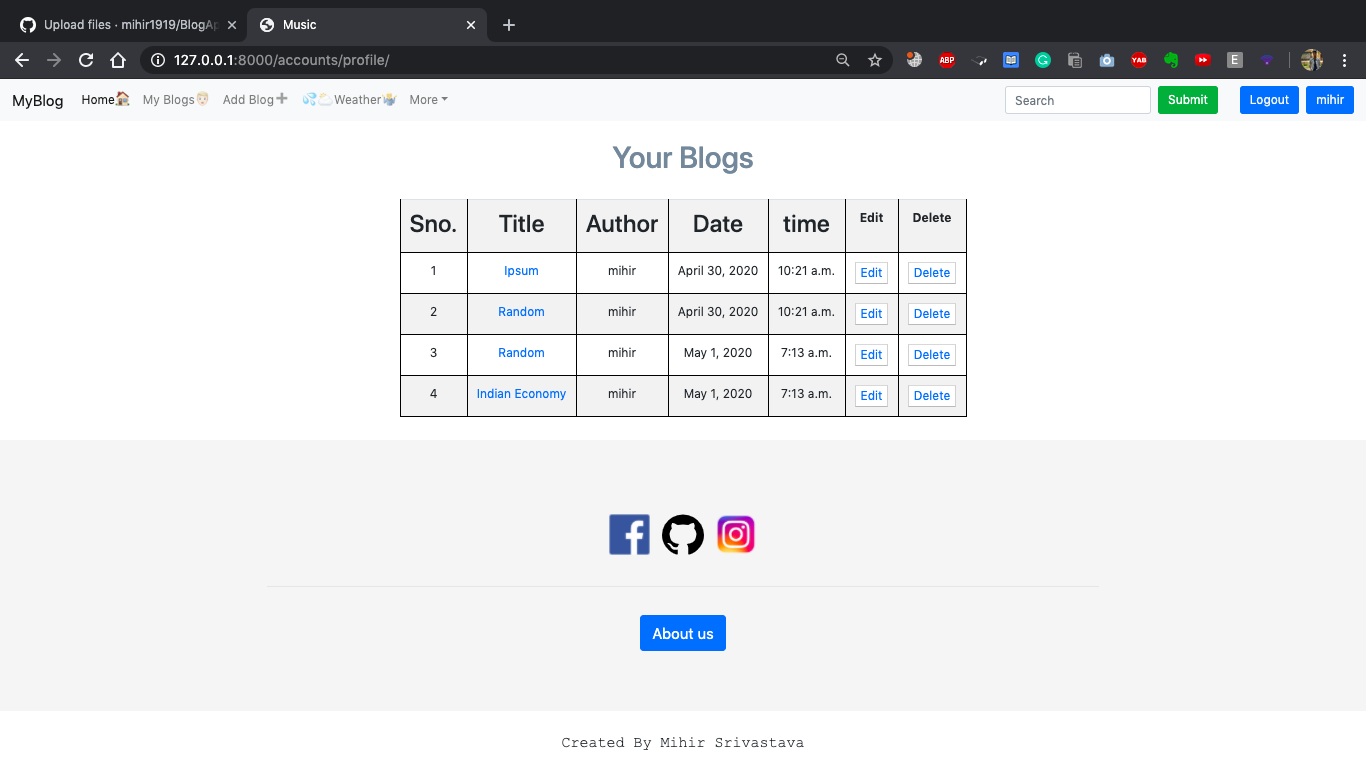 Upload files · mihir1919/BlogAp
Music
127.0.0.1:8000/accounts/profile/
ABP
YAB
E
MyBlog Home My Blogs Add Blog Weather More Search Submit Logout mihir
Your Blogs
Sno. Title Author Date time Edit Delete
1 Ipsum mihir April 30, 2020 10:21 a.m. Edit Delete
2 Random mihir April 30, 2020 10:21 a.m. Edit Delete
3 Random mihir May 1, 2020 7:13 a.m. Edit Delete
4 Indian Economy mihir May 1, 2020 7:13 a.m. Edit Delete
About us
Created By Mihir Srivastava